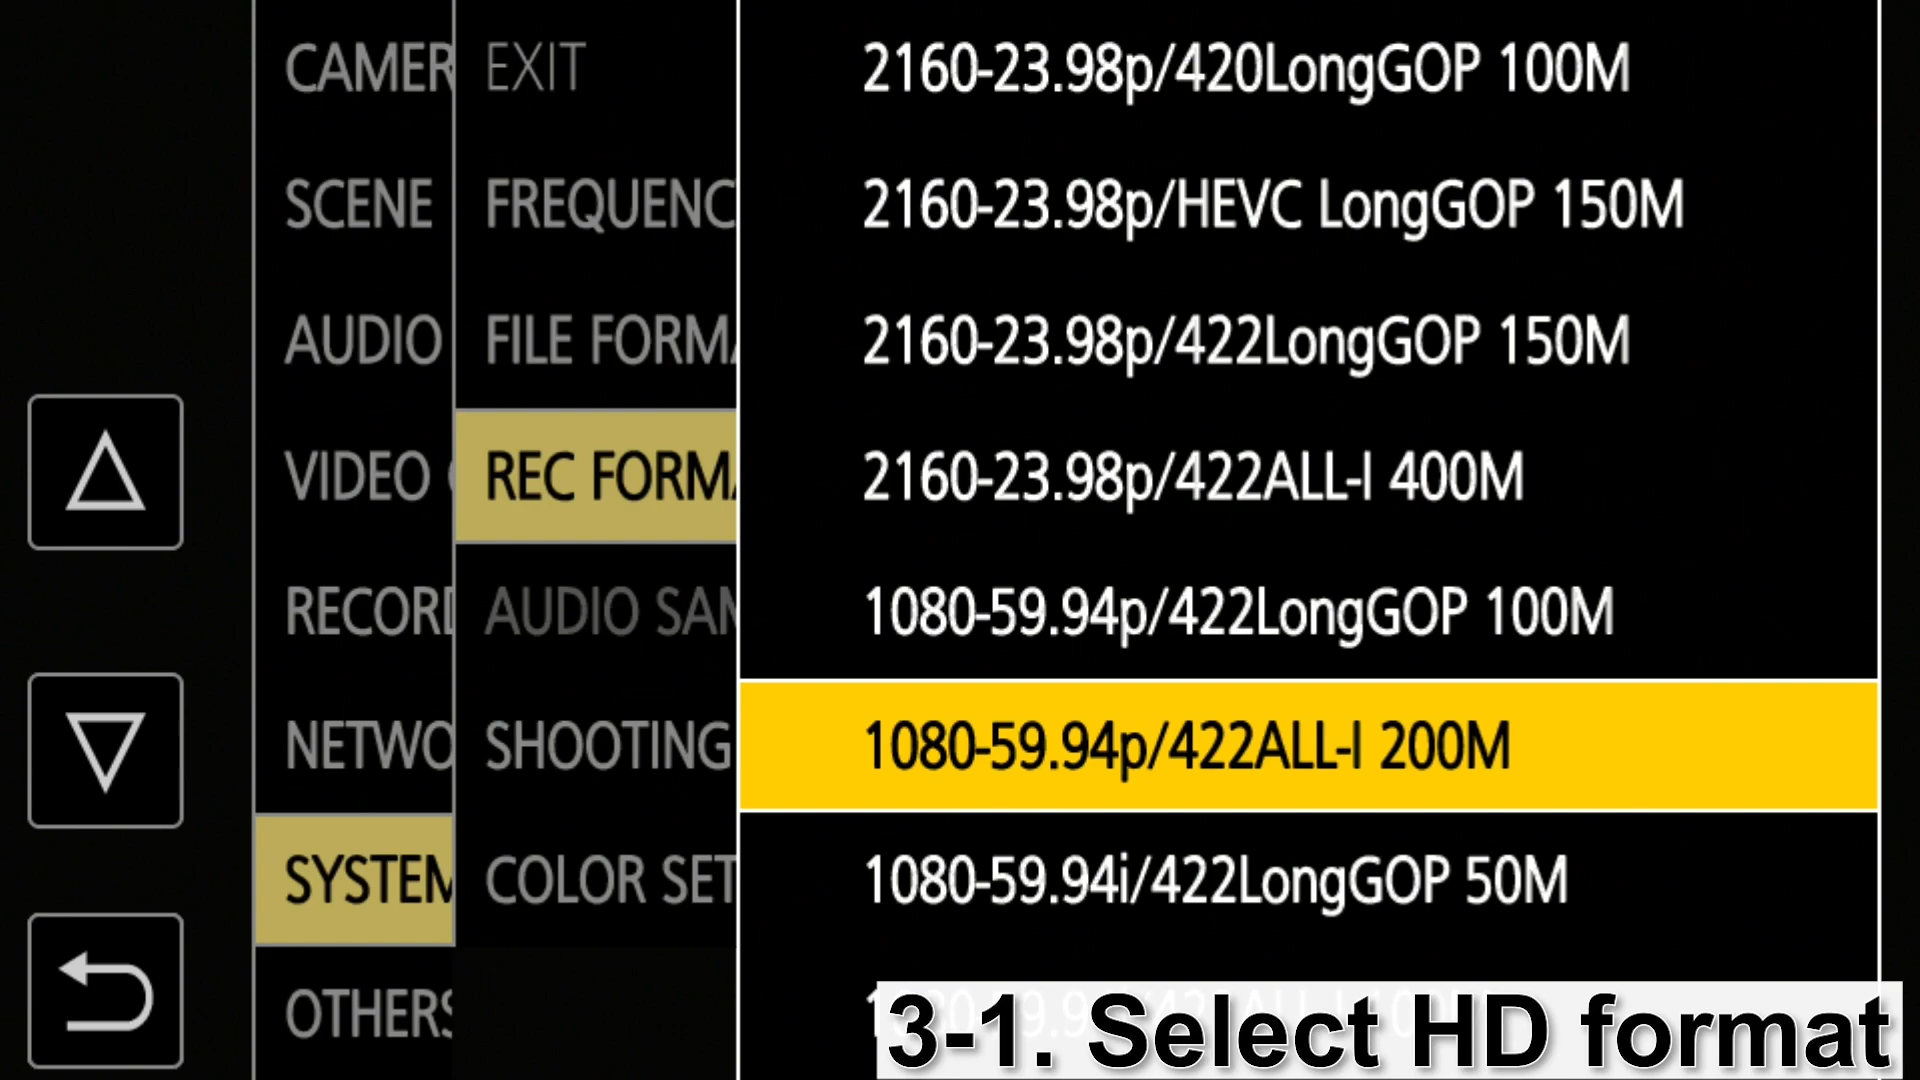 CAMER
SCENE
AUDIO
VIDEO
RECORD
NETWO
SYSTEM
OTHERS
EXIT
FREQUENC
FILE FORMA
REC FORMA
AUDIO SAM
SHOOTING
COLOR SET
2160-23.98p/420LongGOP 100M
2160-23.98p/HEVC LongGOP 150M
2160-23.98p/422LongGOP 150M
2160-23.98p/422ALL-I 400M
1080-59.94p/422LongGOP 100M
1080-59.94p/422ALL-I 200M
1080-59.94i/422LongGOP 50M
3-1. Select HD format